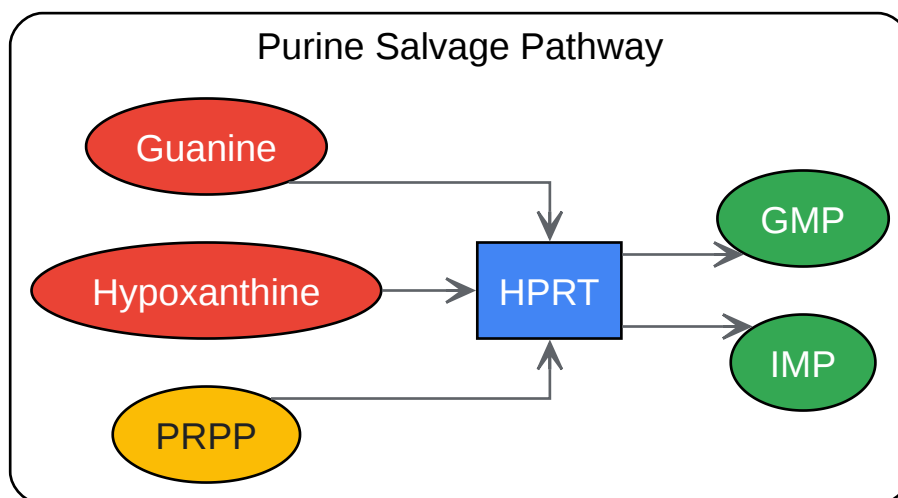 Purine Salvage Pathway
Guanine
Hypoxanthine
PRPP
HPRT
GMP
IMP